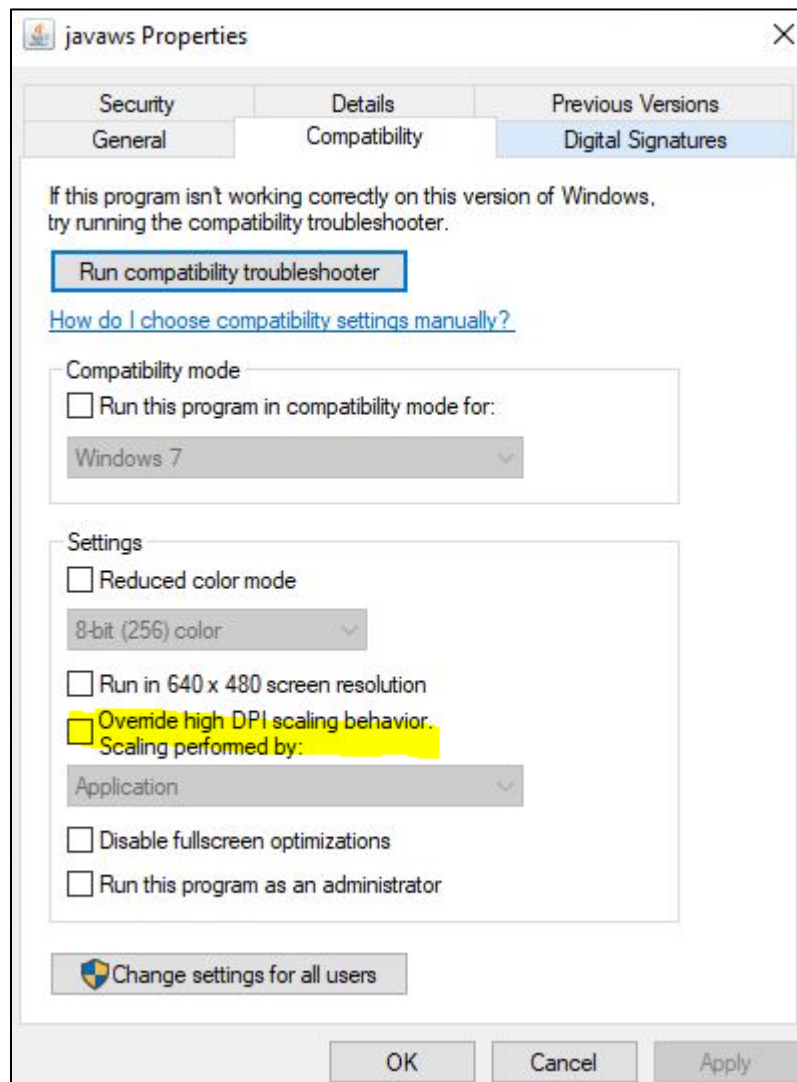 javaws Properties
Security Details Previous Versions
General Compatibility Digital Signatures
If this program isn't working correctly on this version of Windows,
try running the compatibility troubleshooter.
Run compatibility troubleshooter
How do I choose compatibility settings manually?
Compatibility mode
Run this program in compatibility mode for:
Windows 7
Settings
Reduced color mode
8-bit (256) color
Run in 640 x 480 screen resolution
Override high DPI scaling behavior.
Scaling performed by:
Application
Disable fullscreen optimizations
Run this program as an administrator
Change settings for all users
OK Cancel Apply